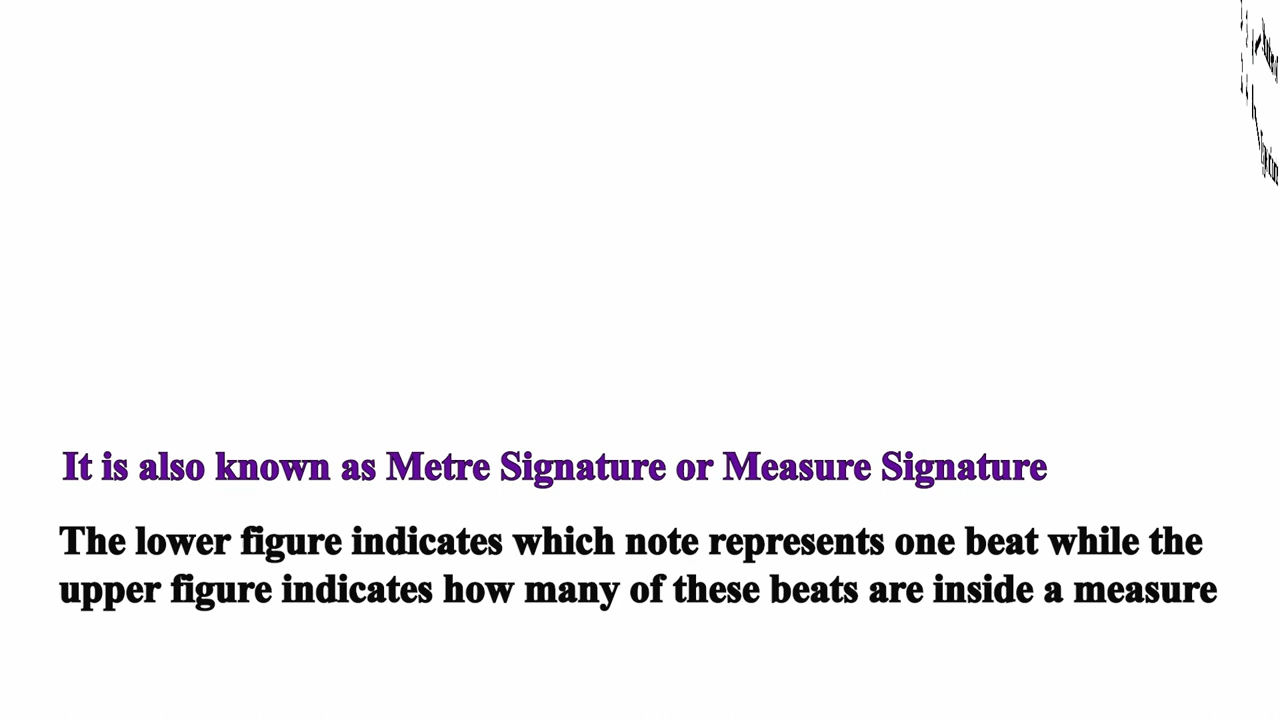 It is also known as Metre Signature or Measure Signature
The lower figure indicates which note represents one beat while the
upper figure indicates how many of these beats are inside a measure